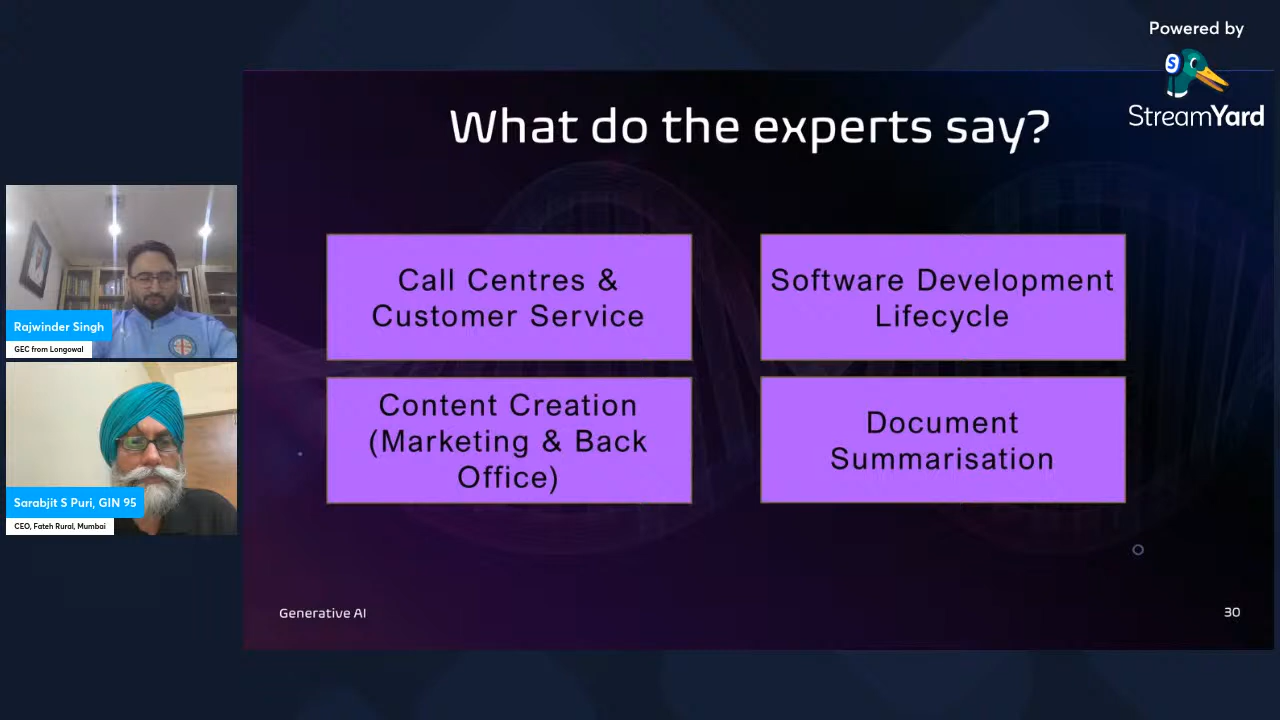 Powered by
S
StreamYard
What do the experts say?
Call Centres &
Customer Service
Software Development
Lifecycle
Content Creation
(Marketing & Back
Office)
Document
Summarisation
Rajwinder Singh
GEC from Longowal
Sarabjit S Puri, GIN 95
CEO, Fateh Rural, Mumbai
Generative AI
30